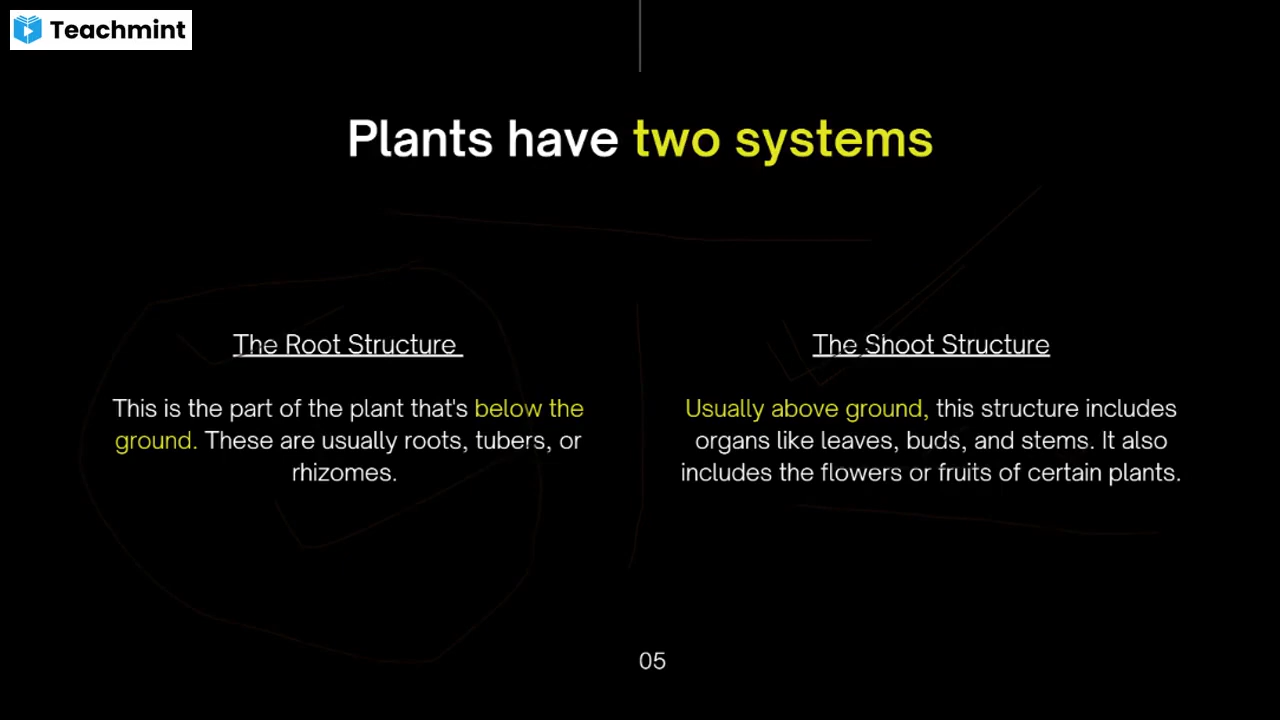 Teachmint
Plants have two systems
The Root Structure
This is the part of the plant that's below the
ground. These are usually roots, tubers, or
rhizomes.
The Shoot Structure
Usually above ground, this structure includes
organs like leaves, buds, and stems. It also
includes the flowers or fruits of certain plants.
05